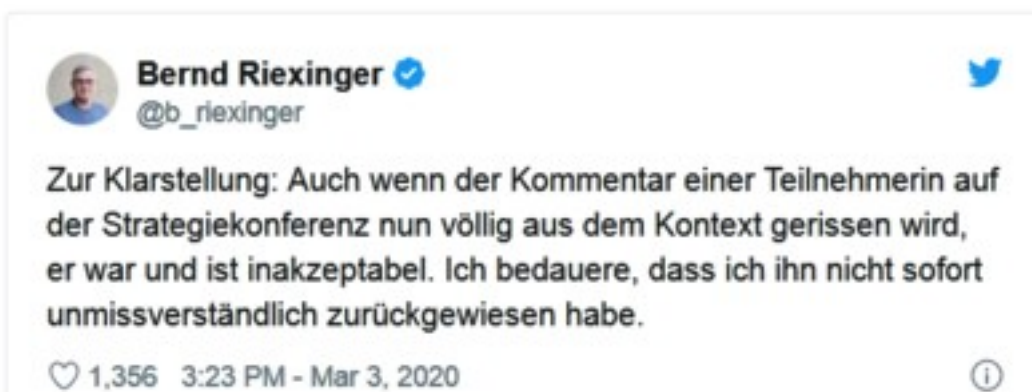 Bernd Riexinger
@b_riexinger
Zur Klarstellung: Auch wenn der Kommentar einer Teilnehmerin auf
der Strategiekonferenz nun völlig aus dem Kontext gerissen wird,
er war und ist inakzeptabel. Ich bedauere, dass ich ihn nicht sofort
unmissverständlich zurückgewiesen habe.
1,356 3:23 PM - Mar 3, 2020